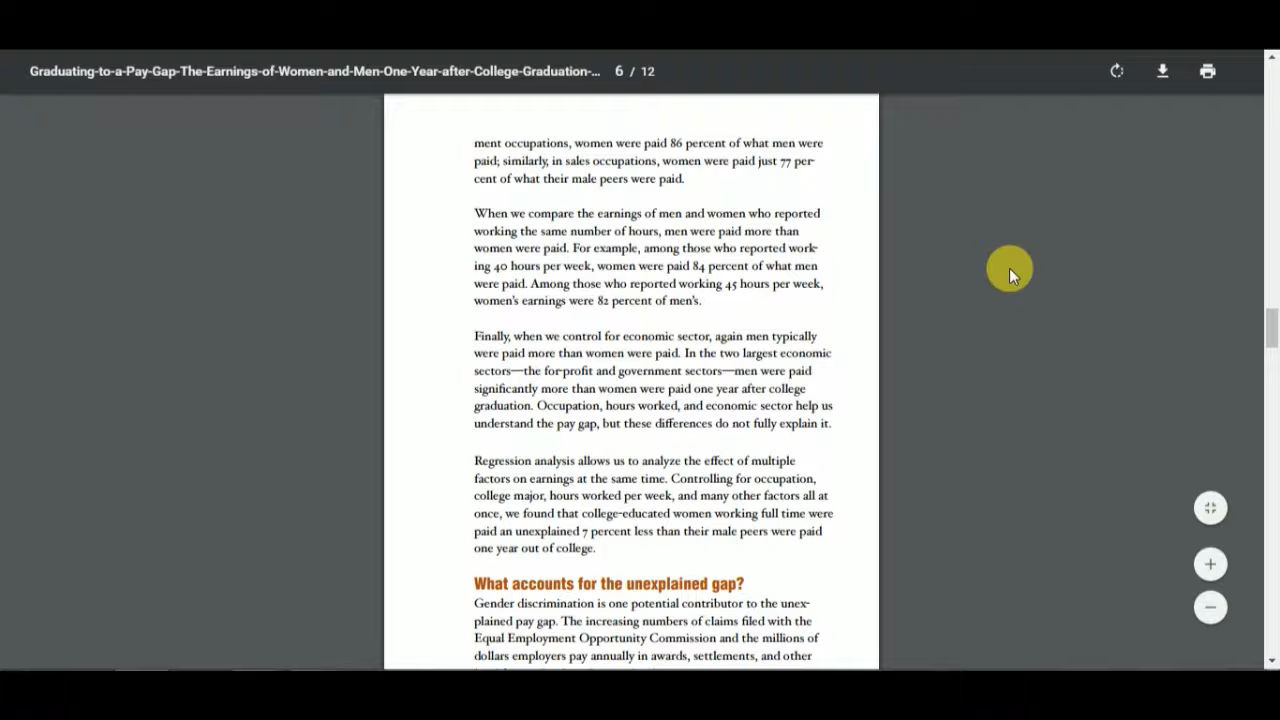 Graduating-to-a-Pay-Gap-The-Earnings-of-Women-and-Men-One-Year-after-College-Graduation-... 6 / 12
ment occupations, women were paid 86 percent of what men were
paid; similarly, in sales occupations, women were paid just 77 per-
cent of what their male peers were paid.
When we compare the earnings of men and women who reported
working the same number of hours, men were paid more than
women were paid. For example, among those who reported work-
ing 40 hours per week, women were paid 84 percent of what men
were paid. Among those who reported working 45 hours per week,
women's earnings were 82 percent of men's.
Finally, when we control for economic sector, again men typically
were paid more than women were paid. In the two largest economic
sectors—the for-profit and government sectors—men were paid
significantly more than women were paid one year after college
graduation. Occupation, hours worked, and economic sector help us
understand the pay gap, but these differences do not fully explain it.
Regression analysis allows us to analyze the effect of multiple
factors on earnings at the same time. Controlling for occupation,
college major, hours worked per week, and many other factors all at
once, we found that college-educated women working full time were
paid an unexplained 7 percent less than their male peers were paid
one year out of college.
What accounts for the unexplained gap?
Gender discrimination is one potential contributor to the unex-
plained pay gap. The increasing numbers of claims filed with the
Equal Employment Opportunity Commission and the millions of
dollars employers pay annually in awards, settlements, and other